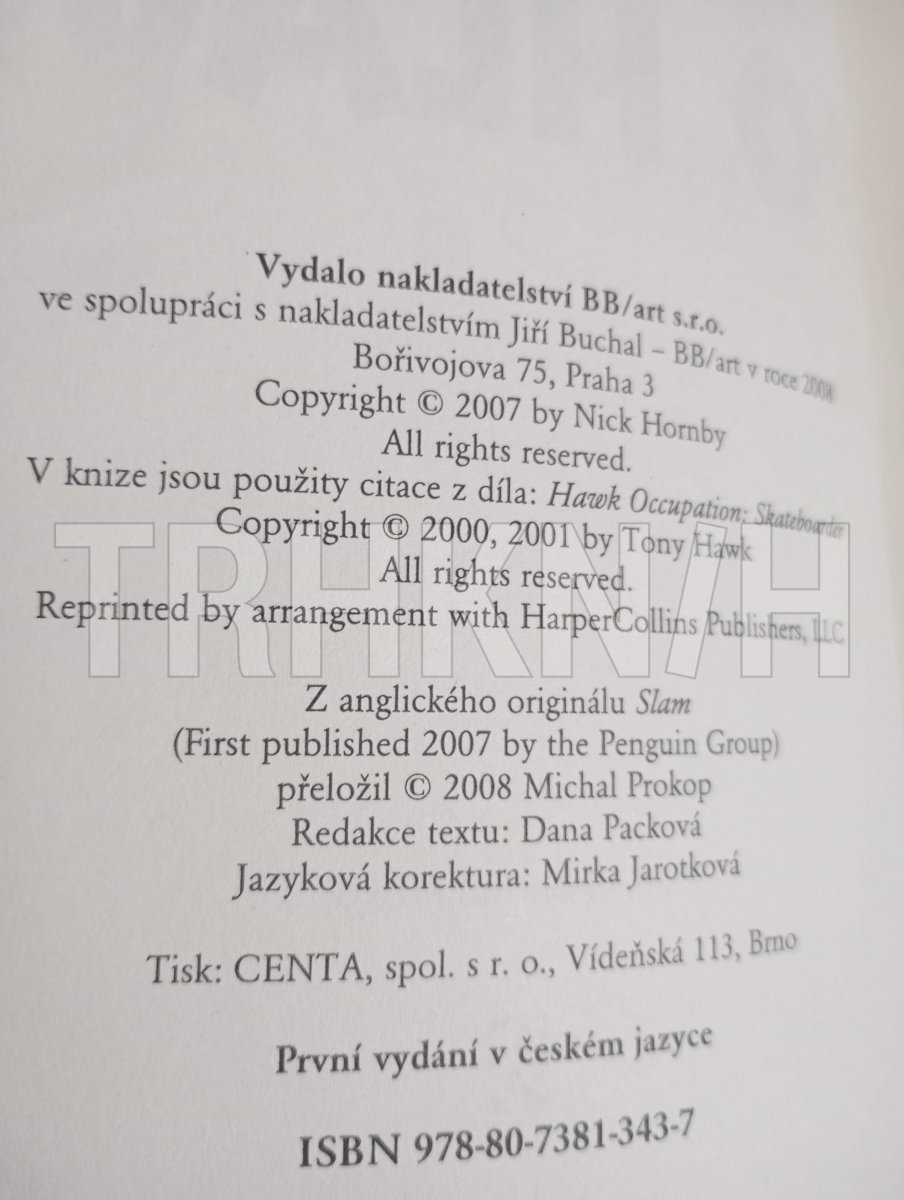 Vydalo nakladatelství BB/art s.r.o.
ve spolupráci s nakladatelstvím Jiří Buchal – BB/art v roce 2008
Bořivojova 75, Praha 3
Copyright © 2007 by Nick Hornby
All rights reserved.
V knize jsou použity citace z díla: Hawk Occupation: Skateboarder
Copyright © 2000, 2001 by Tony Hawk
All rights reserved.
Reprinted by arrangement with HarperCollins Publishers, LLC
TRHKNIH
Z anglického originálu Slam
(First published 2007 by the Penguin Group)
přeložil © 2008 Michal Prokop
Redakce textu: Dana Packová
Jazyková korektura: Mirka Jarotková
Tisk: CENTA, spol. s r. o., Vídeňská 113, Brno
První vydání v českém jazyce
ISBN 978-80-7381-343-7